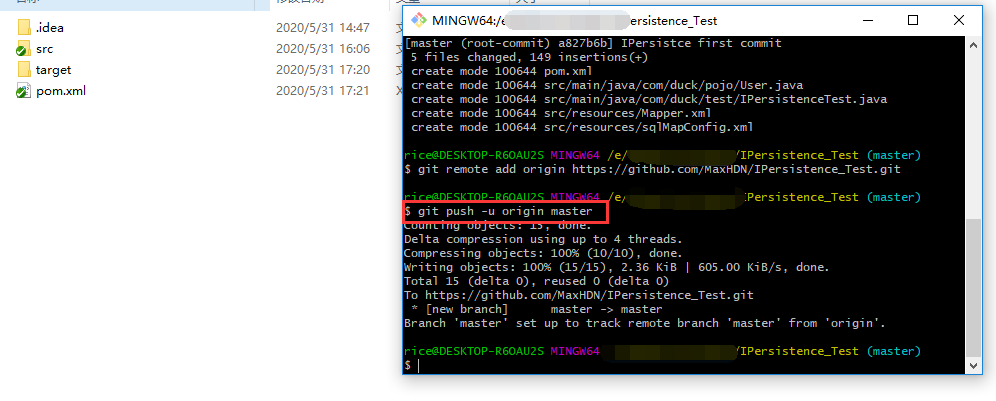 2020/5/31 14:47
.idea
src
2020/5/31 16:06
target
2020/5/31 17:20
pom.xml
2020/5/31 17:21
MINGW64:/e/
ersistence_Test
[master (root-commit) a827b6b] IPersistce first commit
5 files changed, 149 insertions(+)
create mode 100644 pom.xml
create mode 100644 src/main/java/com/duck/pojo/User.java
create mode 100644 src/main/java/com/duck/test/IPersistenceTest.java
create mode 100644 src/resources/Mapper.xml
create mode 100644 src/resources/sqlMapConfig.xml
rice@DESKTOP-R6OAU2S MINGW64 /e/ /IPersistence_Test (master)
$ git remote add origin https://github.com/MaxHDN/IPersistence_Test.git
rice@DESKTOP-R6OAU2S MINGW64 /e/ /IPersistence_Test (master)
$ git push -u origin master
Counting objects: 15, done.
Delta compression using up to 4 threads.
Compressing objects: 100% (10/10), done.
Writing objects: 100% (15/15), 2.36 KiB | 605.00 KiB/s, done.
Total 15 (delta 0), reused 0 (delta 0)
To https://github.com/MaxHDN/IPersistence_Test.git
* [new branch] master -> master
Branch 'master' set up to track remote branch 'master' from 'origin'.
rice@DESKTOP-R6OAU2S MINGW64 /IPersistence_Test (master)
$